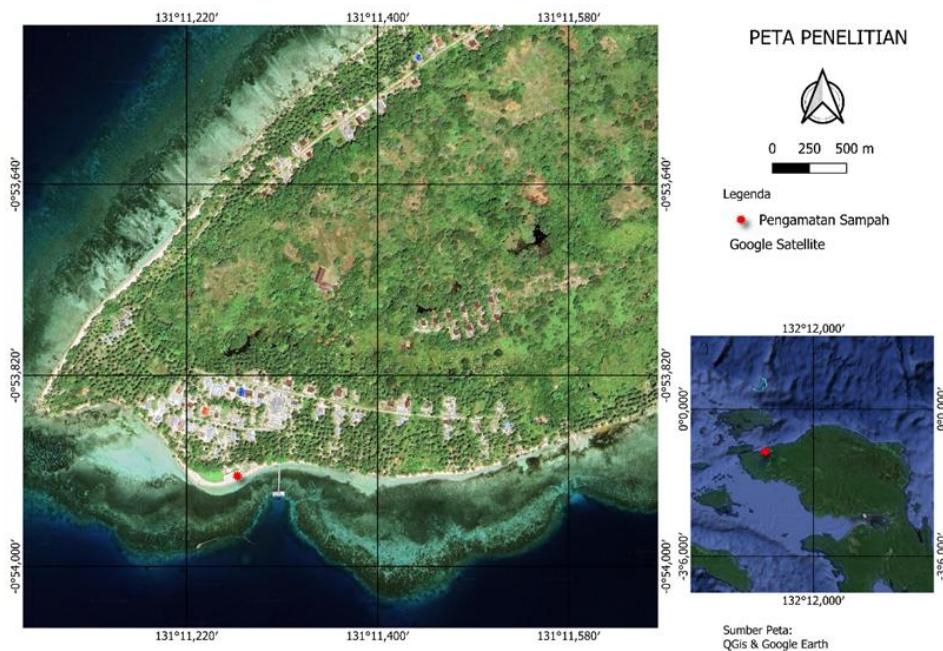 131°11,220′ 131°11,400′ 131°11,580′
-0°53,640′ -0°53,640′
-0°53,820′ -0°53,820′
-0°54,000′ -0°54,000′
131°11,220′ 131°11,400′ 131°11,580′
PETA PENELITIAN
0 250 500 m
Legenda
Pengamatan Sampah
Google Satellite
132°12,000′
0°0,000′ 0°0,000′
-3°6,000′ -3°6,000′
132°12,000′
Sumber Peta:
QGis & Google Earth